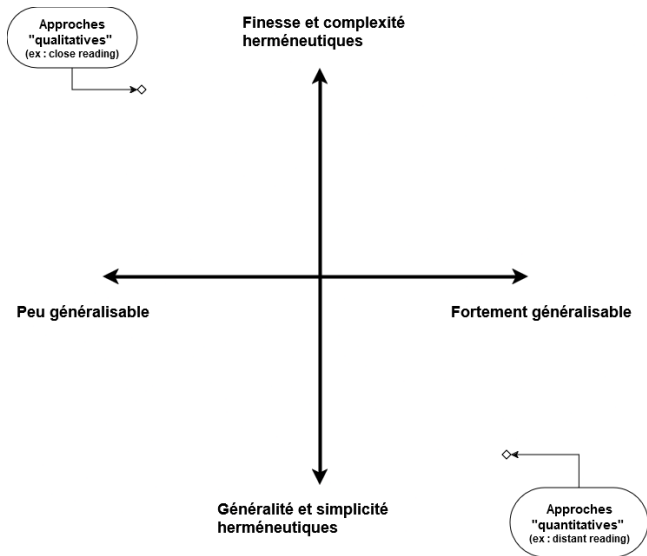 Approches
"qualitatives"
(ex : close reading)
Finesse et complexité
herméneutiques
Peu généralisable
Fortement généralisable
Généralité et simplicité
herméneutiques
Approches
"quantitatives"
(ex : distant reading)